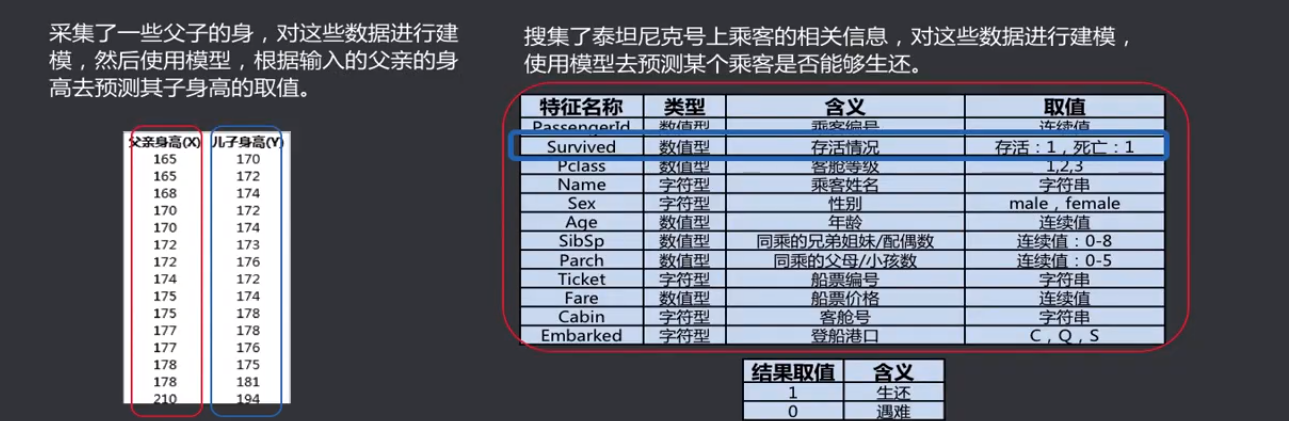 采集了一些父子的身，对这些数据进行建
模，然后使用模型，根据输入的父亲的身
高去预测其子身高的取值。
父亲身高(X) 儿子身高(Y)
165 170
165 172
168 174
170 172
170 174
172 173
172 176
174 172
175 174
175 178
177 178
177 176
178 175
178 181
210 194
搜集了泰坦尼克号上乘客的相关信息，对这些数据进行建模，
使用模型去预测某个乘客是否能够生还。
特征名称 类型 含义 取值
PassengerId 数值型 乘客编号 连续值
Survived 数值型 存活情况 存活：1，死亡：1
Pclass 数值型 客舱等级 1,2,3
Name 字符型 乘客姓名 字符串
Sex 字符型 性别 male，female
Age 数值型 年龄 连续值
SibSp 数值型 同乘的兄弟姐妹/配偶数 连续值：0-8
Parch 数值型 同乘的父母/小孩数 连续值：0-5
Ticket 字符型 船票编号 字符串
Fare 数值型 船票价格 连续值
Cabin 字符型 客舱号 字符串
Embarked 字符型 登船港口 C，Q，S
结果取值 含义
1 生还
0 遇难